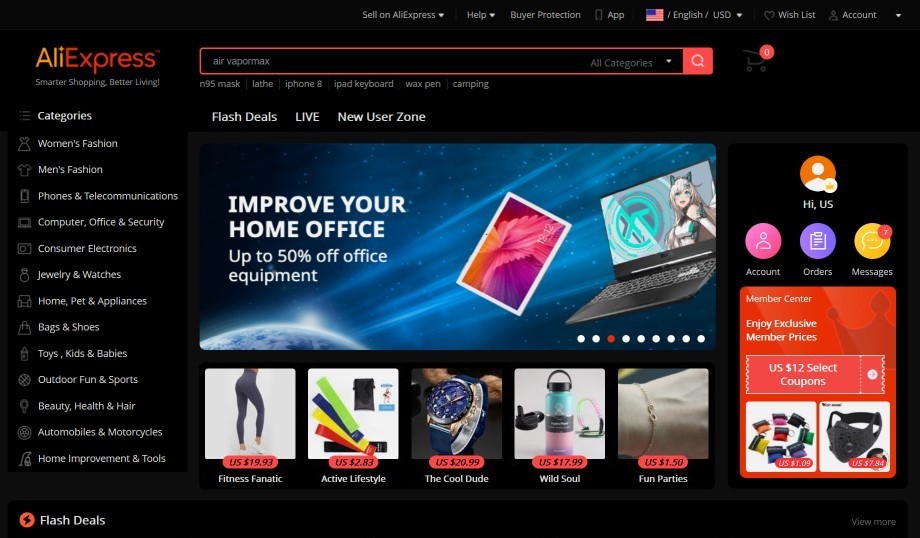 Sell on AliExpress
Help
Buyer Protection
App
/ English / USD
Wish List
Account
AliExpress™
Smarter Shopping, Better Living!
air vapormax
All Categories
0
n95 mask
lathe
iphone 8
ipad keyboard
wax pen
camping
Categories
Flash Deals
LIVE
New User Zone
Women's Fashion
Men's Fashion
Phones & Telecommunications
Computer, Office & Security
Consumer Electronics
Jewelry & Watches
Home, Pet & Appliances
Bags & Shoes
Toys , Kids & Babies
Outdoor Fun & Sports
Beauty, Health & Hair
Automobiles & Motorcycles
Home Improvement & Tools
IMPROVE YOUR
HOME OFFICE
Up to 50% off office
equipment
Hi, US
Account
Orders
7
Messages
Member Center
Enjoy Exclusive
Member Prices
US $12 Select
Coupons
US $1.09
US $7.84
US $19.93
Fitness Fanatic
US $2.83
Active Lifestyle
US $20.99
The Cool Dude
US $17.99
Wild Soul
US $1.50
Fun Parties
Flash Deals
View more